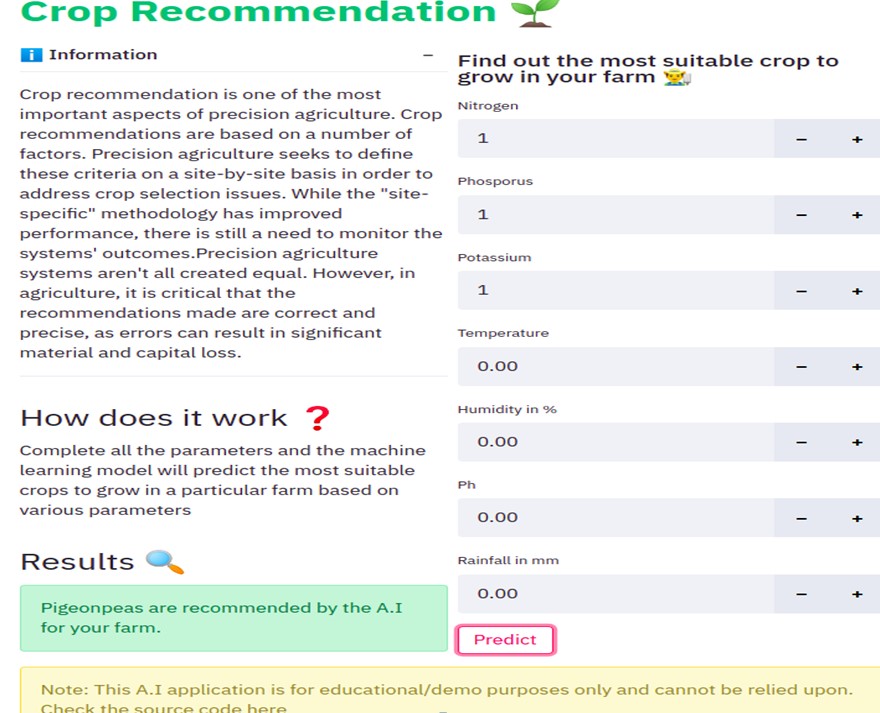 Crop Recommendation
Information
Crop recommendation is one of the most
important aspects of precision agriculture. Crop
recommendations are based on a number of
factors. Precision agriculture seeks to define
these criteria on a site-by-site basis in order to
address crop selection issues. While the "site-
specific" methodology has improved
performance, there is still a need to monitor the
systems' outcomes.Precision agriculture
systems aren't all created equal. However, in
agriculture, it is critical that the
recommendations made are correct and
precise, as errors can result in significant
material and capital loss.
How does it work ❓
Complete all the parameters and the machine
learning model will predict the most suitable
crops to grow in a particular farm based on
various parameters
Results
Pigeonpeas are recommended by the A.I
for your farm.
Find out the most suitable crop to
grow in your farm
Nitrogen
1 − +
Phosporus
1 − +
Potassium
1 − +
Temperature
0.00 − +
Humidity in %
0.00 − +
Ph
0.00 − +
Rainfall in mm
0.00 − +
Predict
Note: This A.I application is for educational/demo purposes only and cannot be relied upon.
Check the source code here